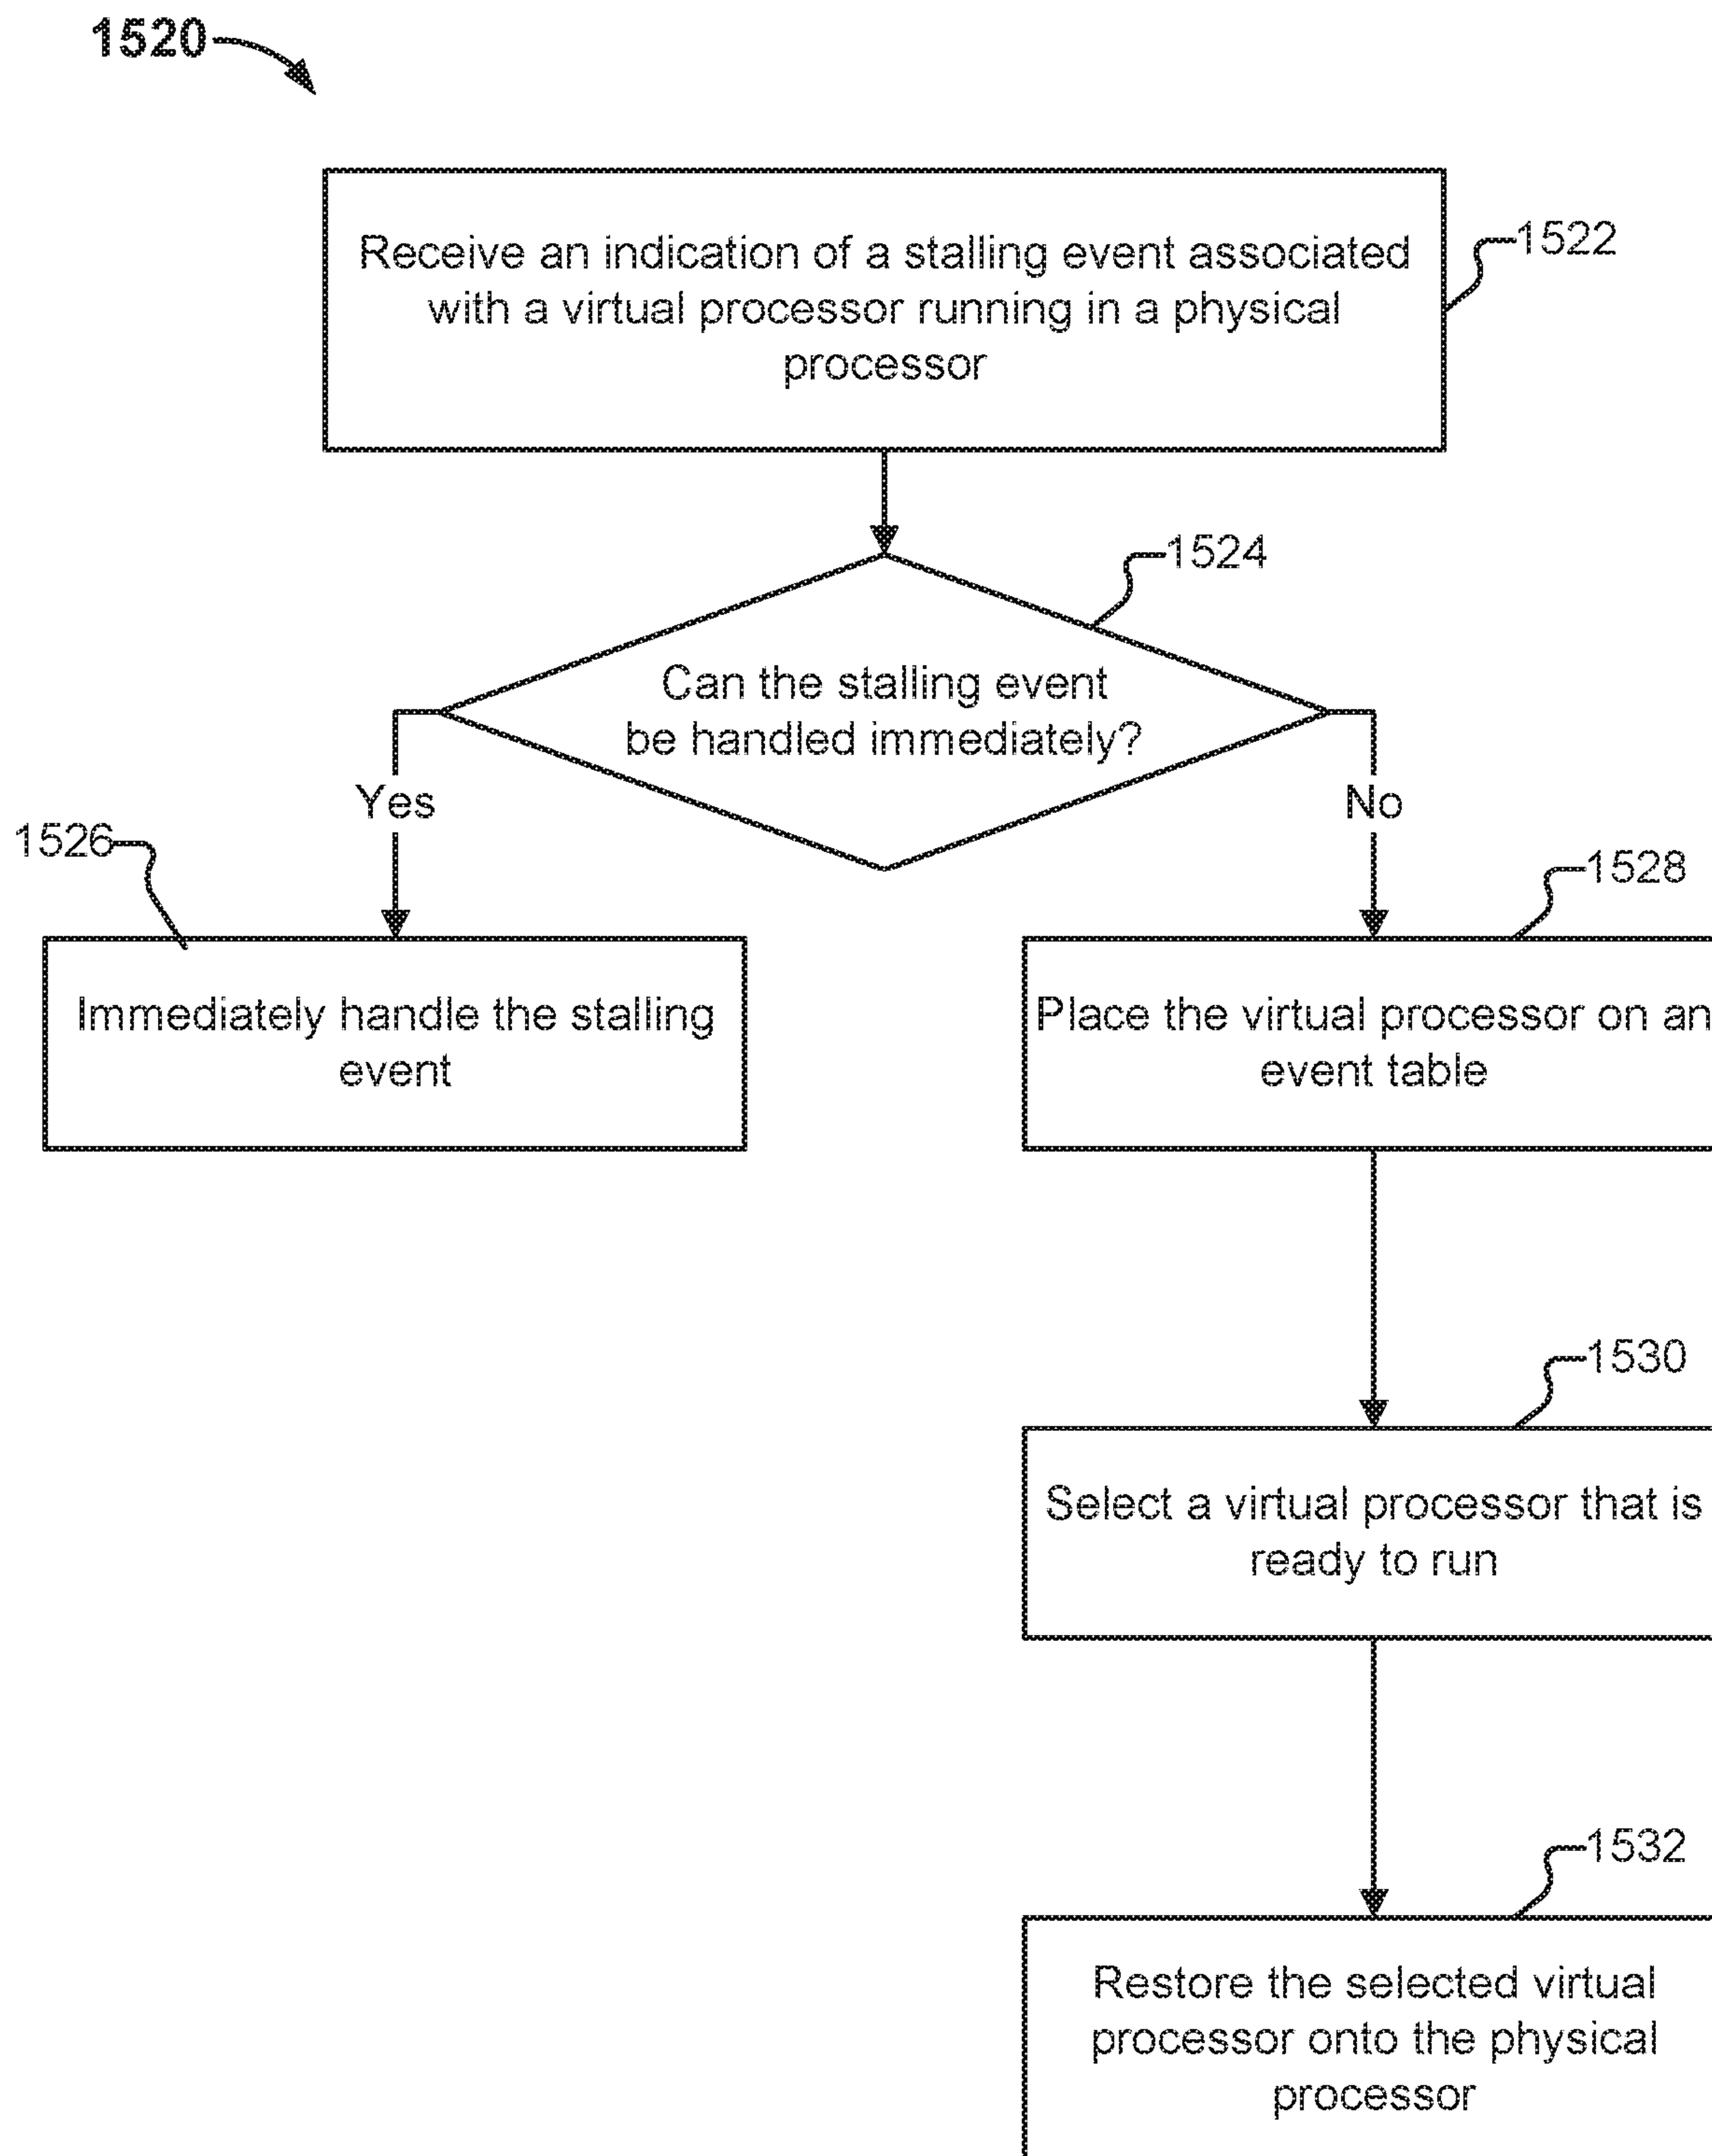 1520
Receive an indication of a stalling event associated
with a virtual processor running in a physical
processor
1522
1524
Can the stalling event
be handled immediately?
Yes
No
1526
1528
Immediately handle the stalling
event
Place the virtual processor on an
event table
1530
Select a virtual processor that is
ready to run
1532
Restore the selected virtual
processor onto the physical
processor